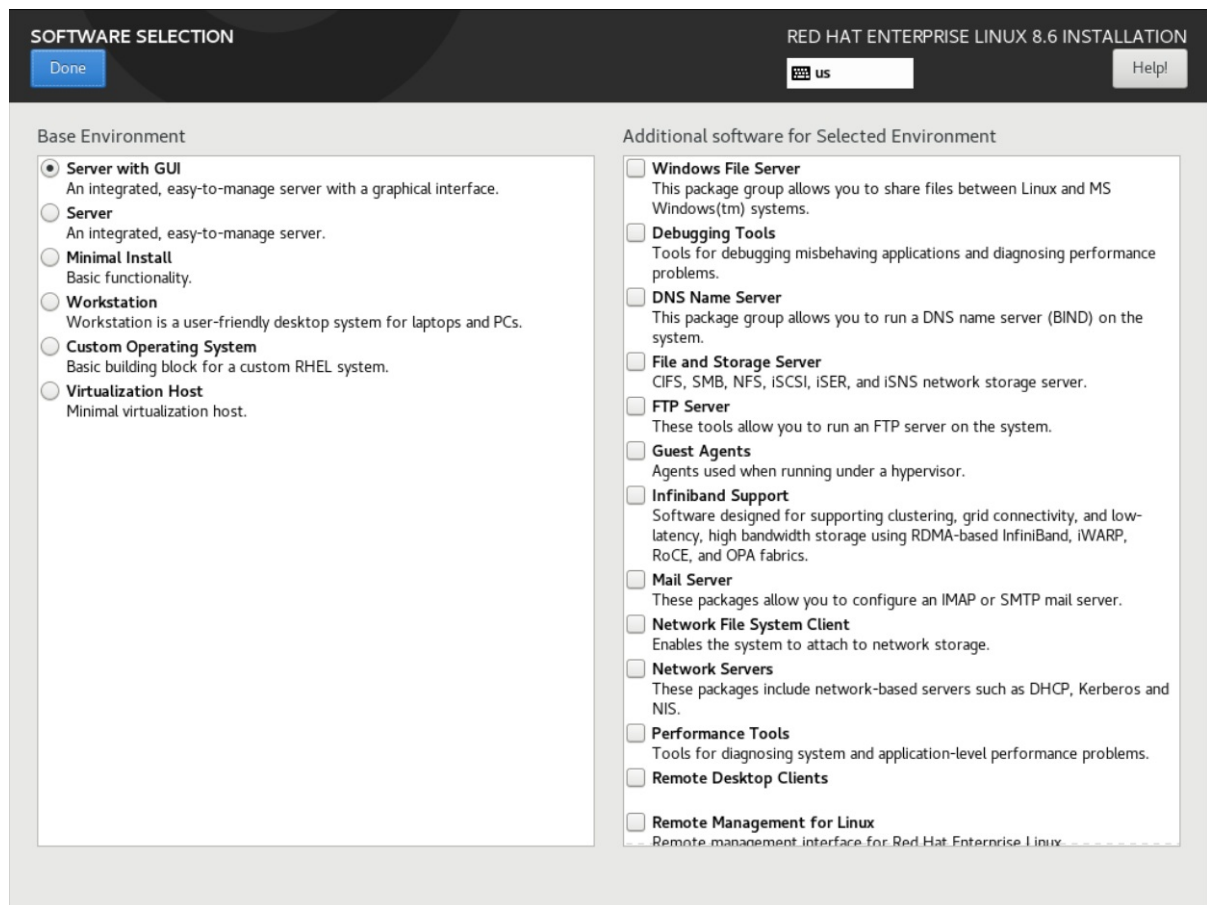 SOFTWARE SELECTION
Done
RED HAT ENTERPRISE LINUX 8.6 INSTALLATION
us
Help!
Base Environment
Server with GUI
An integrated, easy-to-manage server with a graphical interface.
Server
An integrated, easy-to-manage server.
Minimal Install
Basic functionality.
Workstation
Workstation is a user-friendly desktop system for laptops and PCs.
Custom Operating System
Basic building block for a custom RHEL system.
Virtualization Host
Minimal virtualization host.
Additional software for Selected Environment
Windows File Server
This package group allows you to share files between Linux and MS
Windows(tm) systems.
Debugging Tools
Tools for debugging misbehaving applications and diagnosing performance
problems.
DNS Name Server
This package group allows you to run a DNS name server (BIND) on the
system.
File and Storage Server
CIFS, SMB, NFS, iSCSI, iSER, and iSNS network storage server.
FTP Server
These tools allow you to run an FTP server on the system.
Guest Agents
Agents used when running under a hypervisor.
Infiniband Support
Software designed for supporting clustering, grid connectivity, and low-
latency, high bandwidth storage using RDMA-based InfiniBand, iWARP,
RoCE, and OPA fabrics.
Mail Server
These packages allow you to configure an IMAP or SMTP mail server.
Network File System Client
Enables the system to attach to network storage.
Network Servers
These packages include network-based servers such as DHCP, Kerberos and
NIS.
Performance Tools
Tools for diagnosing system and application-level performance problems.
Remote Desktop Clients
Remote Management for Linux
Remote management interface for Red Hat Enterprise Linux